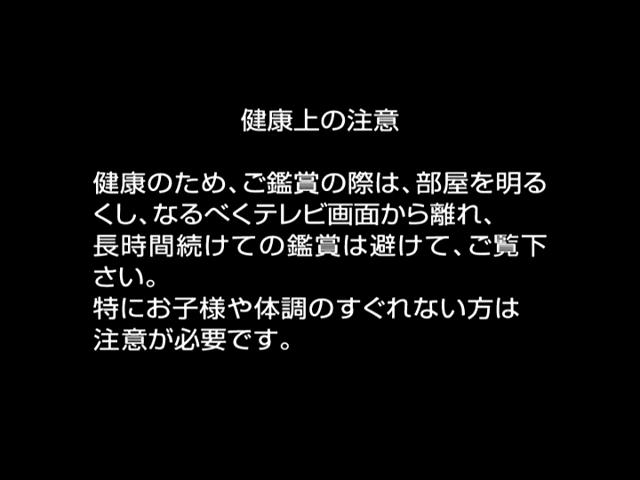 健康上の注意
健康のため、ご鑑賞の際は、部屋を明る
くし、なるべくテレビ画面から離れ、
長時間続けての鑑賞は避けて、ご覧下
さい。
特にお子様や体調のすぐれない方は
注意が必要です。